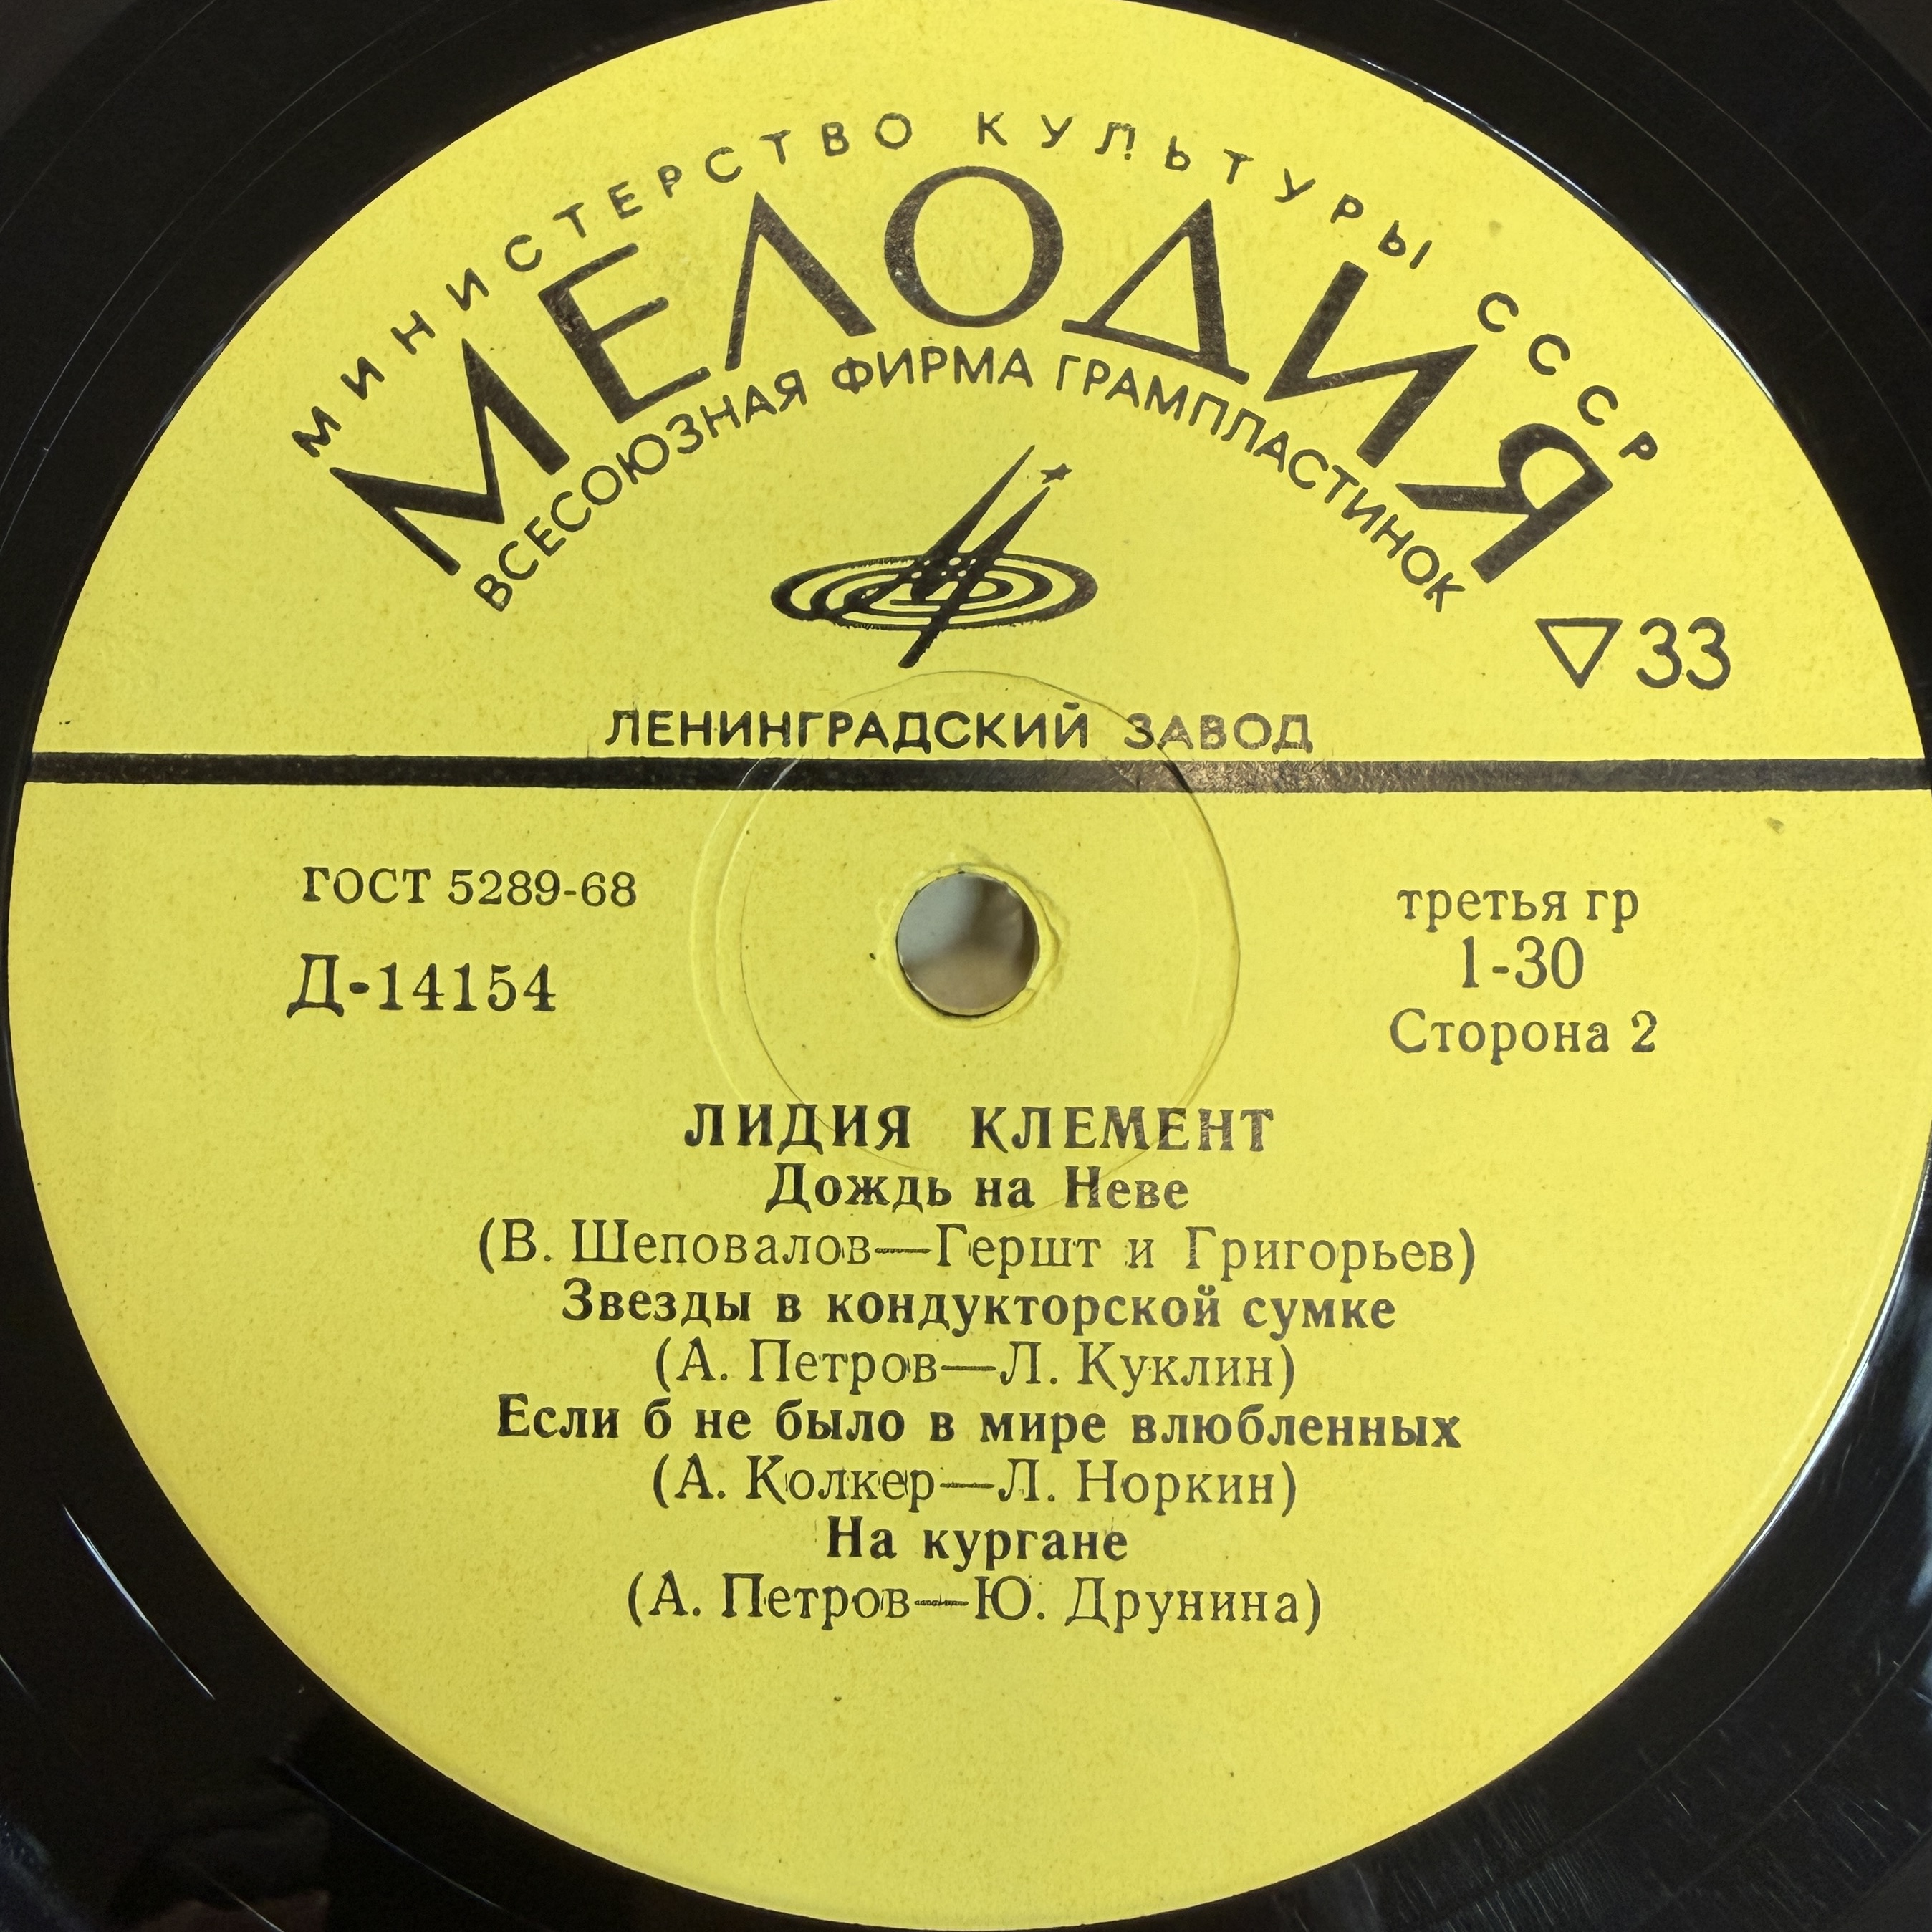 МИНИСТЕРСТВО КУЛЬТУРЫ СССР
МЕЛОДИЯ
ВСЕСОЮЗНАЯ ФИРМА ГРАМПЛАСТИНОК
▽33
ЛЕНИНГРАДСКИЙ ЗАВОД
ГОСТ 5289-68
Д-14154
третья гр
1-30
Сторона 2
ЛИДИЯ КЛЕМЕНТ
Дождь на Неве
(В. Шеповалов—Гершт и Григорьев)
Звезды в кондукторской сумке
(А. Петров—Л. Куклин)
Если б не было в мире влюбленных
(А. Колкер—Л. Норкин)
На кургане
(А. Петров—Ю. Друнина)